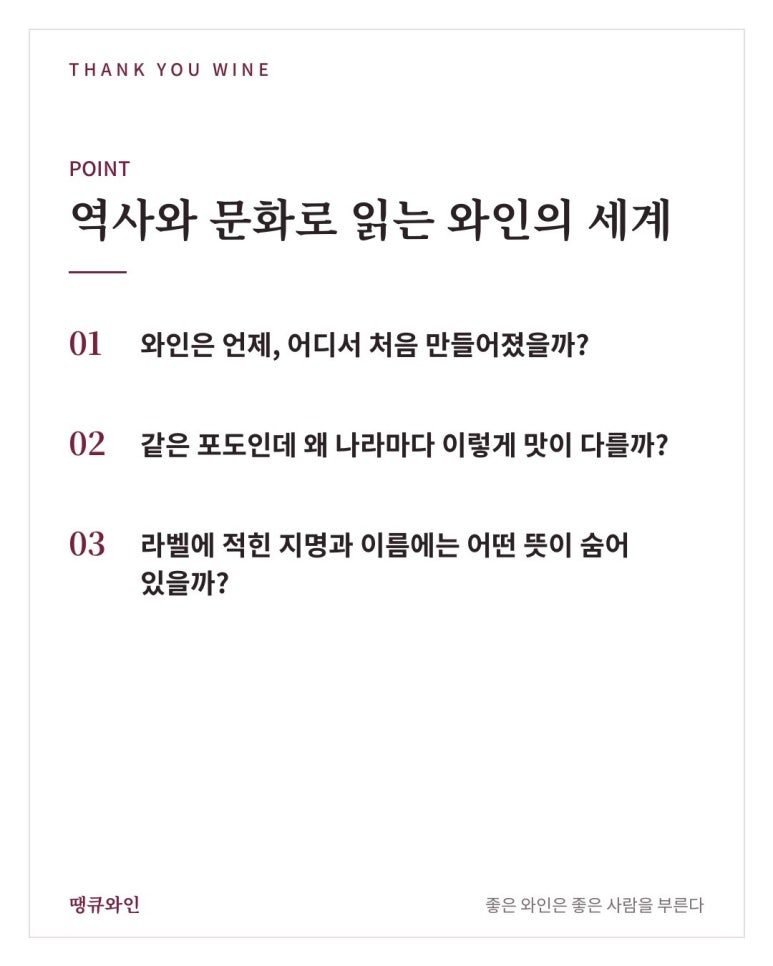 THANK YOU WINE
POINT
역사와 문화로 읽는 와인의 세계
01 와인은 언제, 어디서 처음 만들어졌을까?
02 같은 포도인데 왜 나라마다 이렇게 맛이 다를까?
03 라벨에 적힌 지명과 이름에는 어떤 뜻이 숨어
있을까?
땡큐와인 좋은 와인은 좋은 사람을 부른다